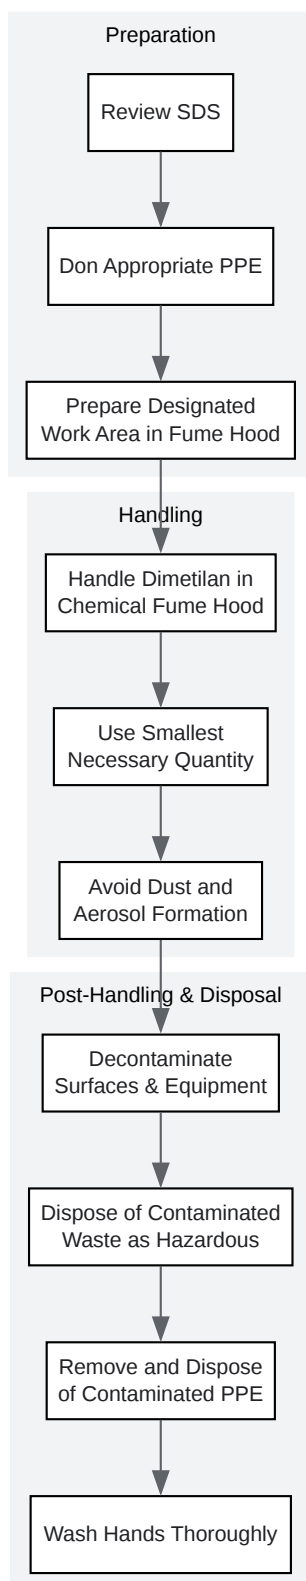 Preparation
Review SDS
Don Appropriate PPE
Prepare Designated
Work Area in Fume Hood
Handling
Handle Dimetilan in
Chemical Fume Hood
Use Smallest
Necessary Quantity
Avoid Dust and
Aerosol Formation
Post-Handling & Disposal
Decontaminate
Surfaces & Equipment
Dispose of Contaminated
Waste as Hazardous
Remove and Dispose
of Contaminated PPE
Wash Hands Thoroughly